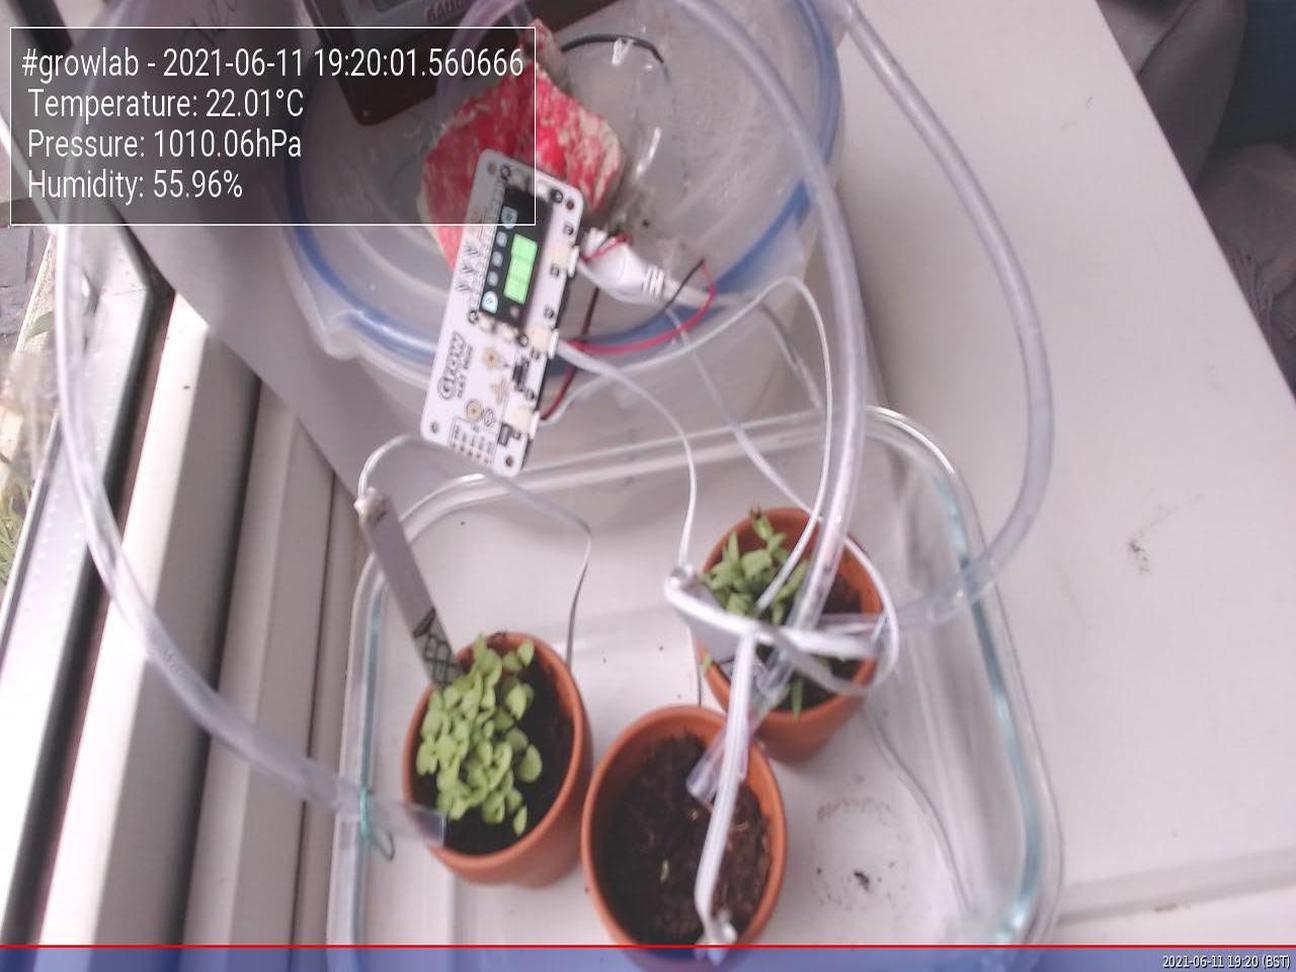 #growlab - 2021-06-11 19:20:01.560666
Temperature: 22.01°C
Pressure: 1010.06hPa
Humidity: 55.96%
Grow
2021-06-11 19:20 (BST)